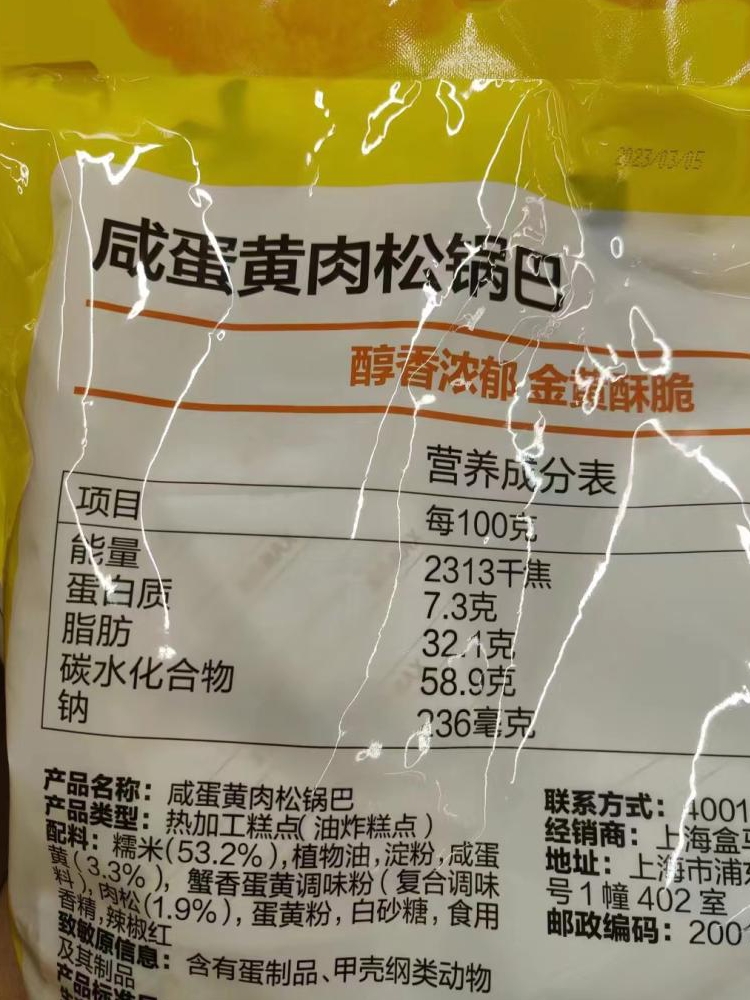 2023/03/05
咸蛋黄肉松锅巴
醇香浓郁 金黄酥脆
营养成分表
项目 每100克
能量 2313千焦
蛋白质 7.3克
脂肪 32.1克
碳水化合物 58.9克
钠 236毫克
产品名称：咸蛋黄肉松锅巴
产品类型：热加工糕点（油炸糕点）
配料：糯米(53.2%),植物油,淀粉,咸蛋
黄(3.3%)，蟹香蛋黄调味粉（复合调味
料),肉松(1.9%)，蛋黄粉，白砂糖，食用
香精,辣椒红
致敏原信息：含有蛋制品、甲壳纲类动物
及其制品
产品标准
联系方式：4001
经销商：上海盒马
地址：上海市浦东
号1幢402室
邮政编码：2001